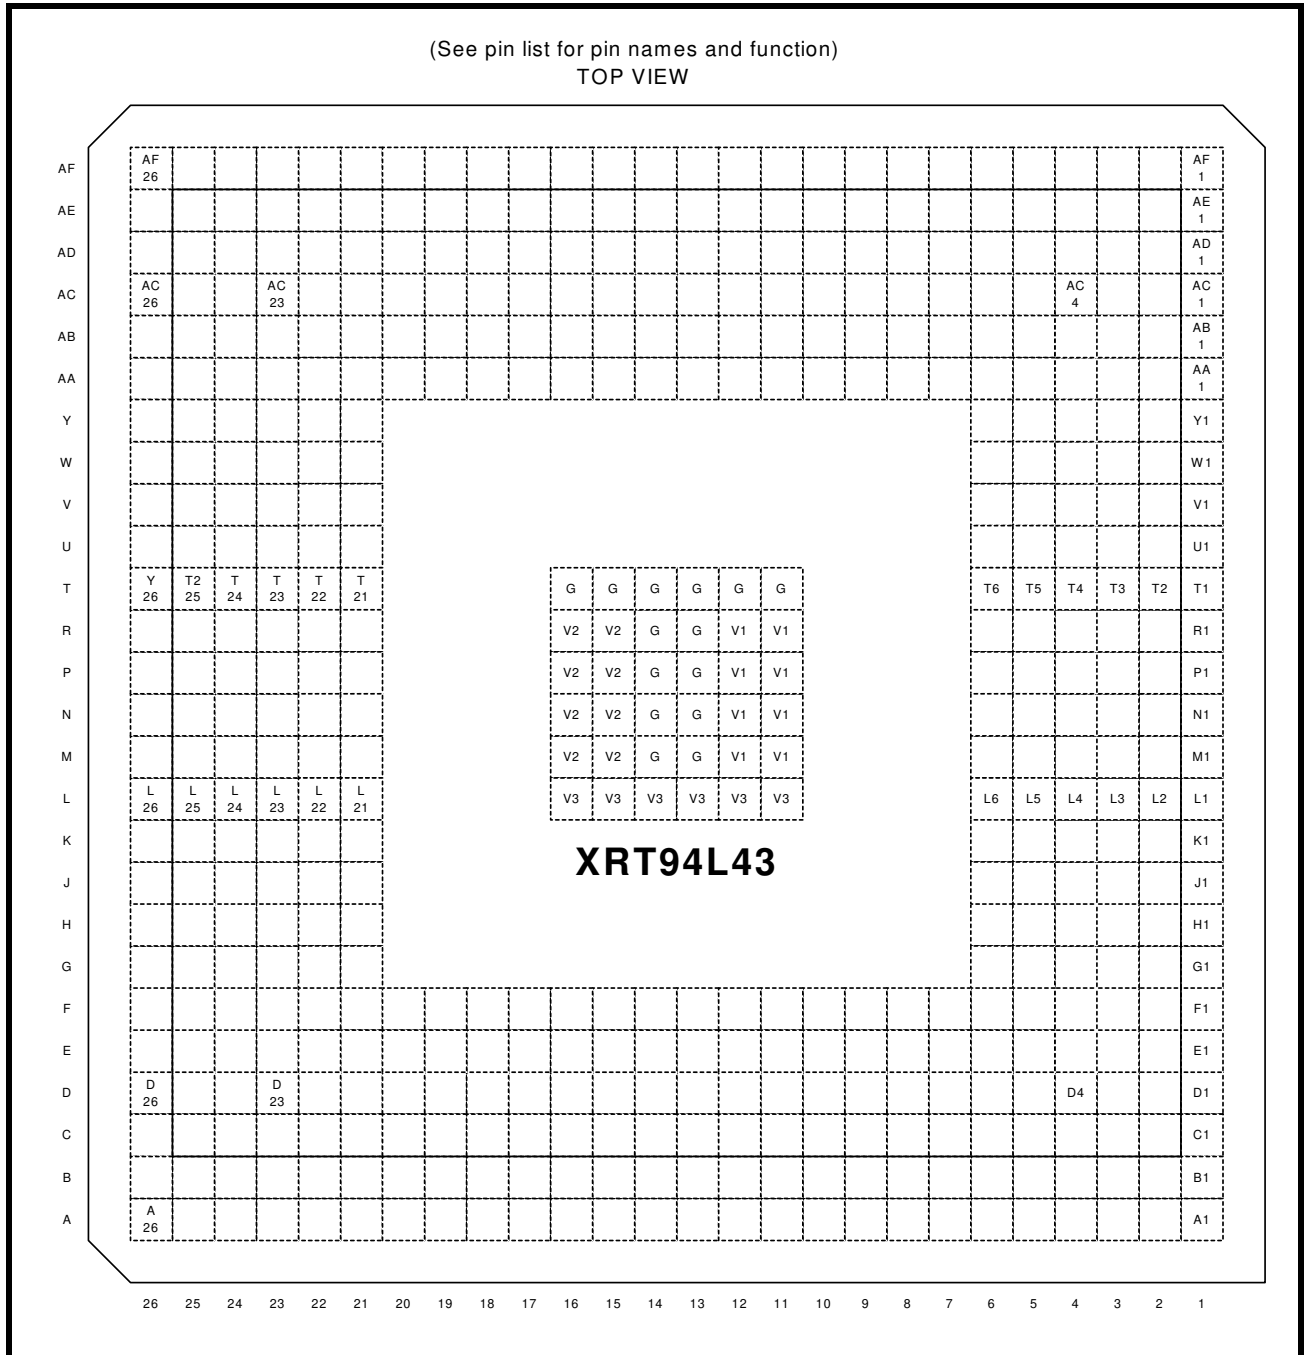 (See pin list for pin names and function)
TOP VIEW
AF AF 26 AF 1
AE AE 1
AD AD 1
AC AC 26 AC 23 AC 4 AC 1
AB AB 1
AA AA 1
Y Y1
W W1
V V1
U U1
T Y 26 T2 25 T 24 T 23 T 22 T 21 G G G G G G T6 T5 T4 T3 T2 T1
R V2 V2 G G V1 V1 R1
P V2 V2 G G V1 V1 P1
N V2 V2 G G V1 V1 N1
M V2 V2 G G V1 V1 M1
L L 26 L 25 L 24 L 23 L 22 L 21 V3 V3 V3 V3 V3 V3 L6 L5 L4 L3 L2 L1
K K1
XRT94L43
J J1
H H1
G G1
F F1
E E1
D D 26 D 23 D4 D1
C C1
B B1
A A 26 A1
26 25 24 23 22 21 20 19 18 17 16 15 14 13 12 11 10 9 8 7 6 5 4 3 2 1